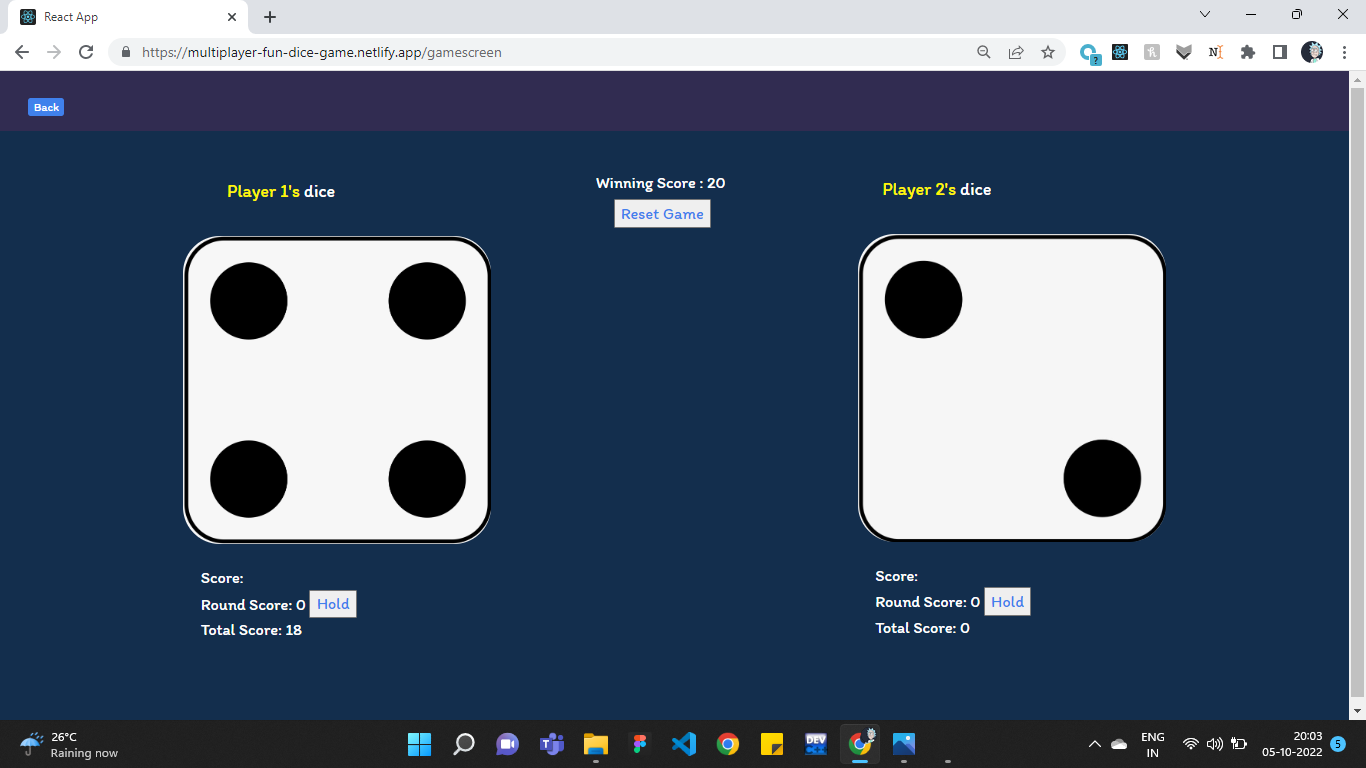 React App
https://multiplayer-fun-dice-game.netlify.app/gamescreen
Back
Player 1's dice
Winning Score : 20
Player 2's dice
Reset Game
Score:
Round Score: 0 Hold
Total Score: 18
Score:
Round Score: 0 Hold
Total Score: 0
26°C
Raining now
DEV
ENG
IN
20:03
05-10-2022
5